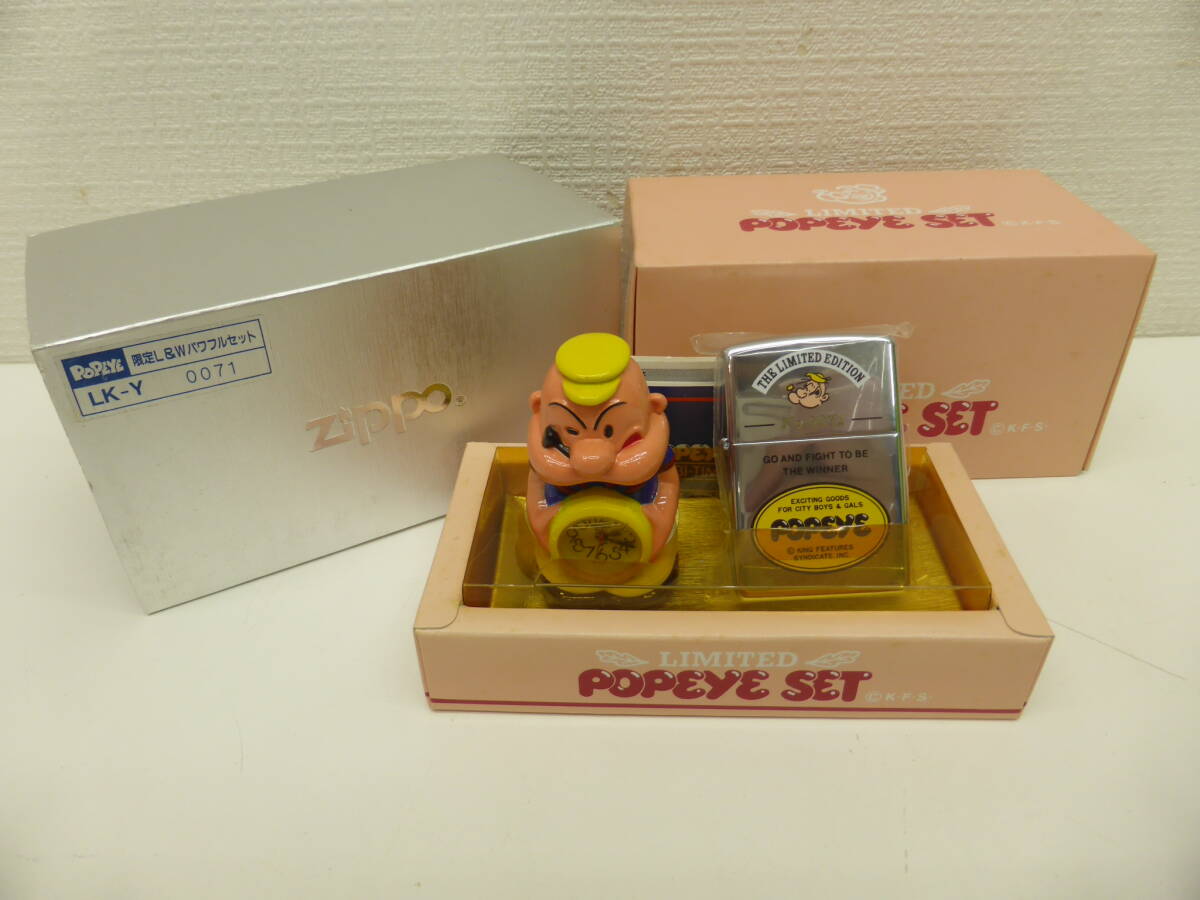 POPEYE 限定L&Wパワフルセット
LK-Y 0071
zippo®
LIMITED
POPEYE SET ©K.F.S.
SET ©K·F·S·
THE LIMITED EDITION
GO AND FIGHT TO BE
THE WINNER
EXCITING GOODS
FOR CITY BOYS & GALS
POPEYE
© KING FEATURES
SYNDICATE, INC.
LIMITED
POPEYE SET ©K·F·S·